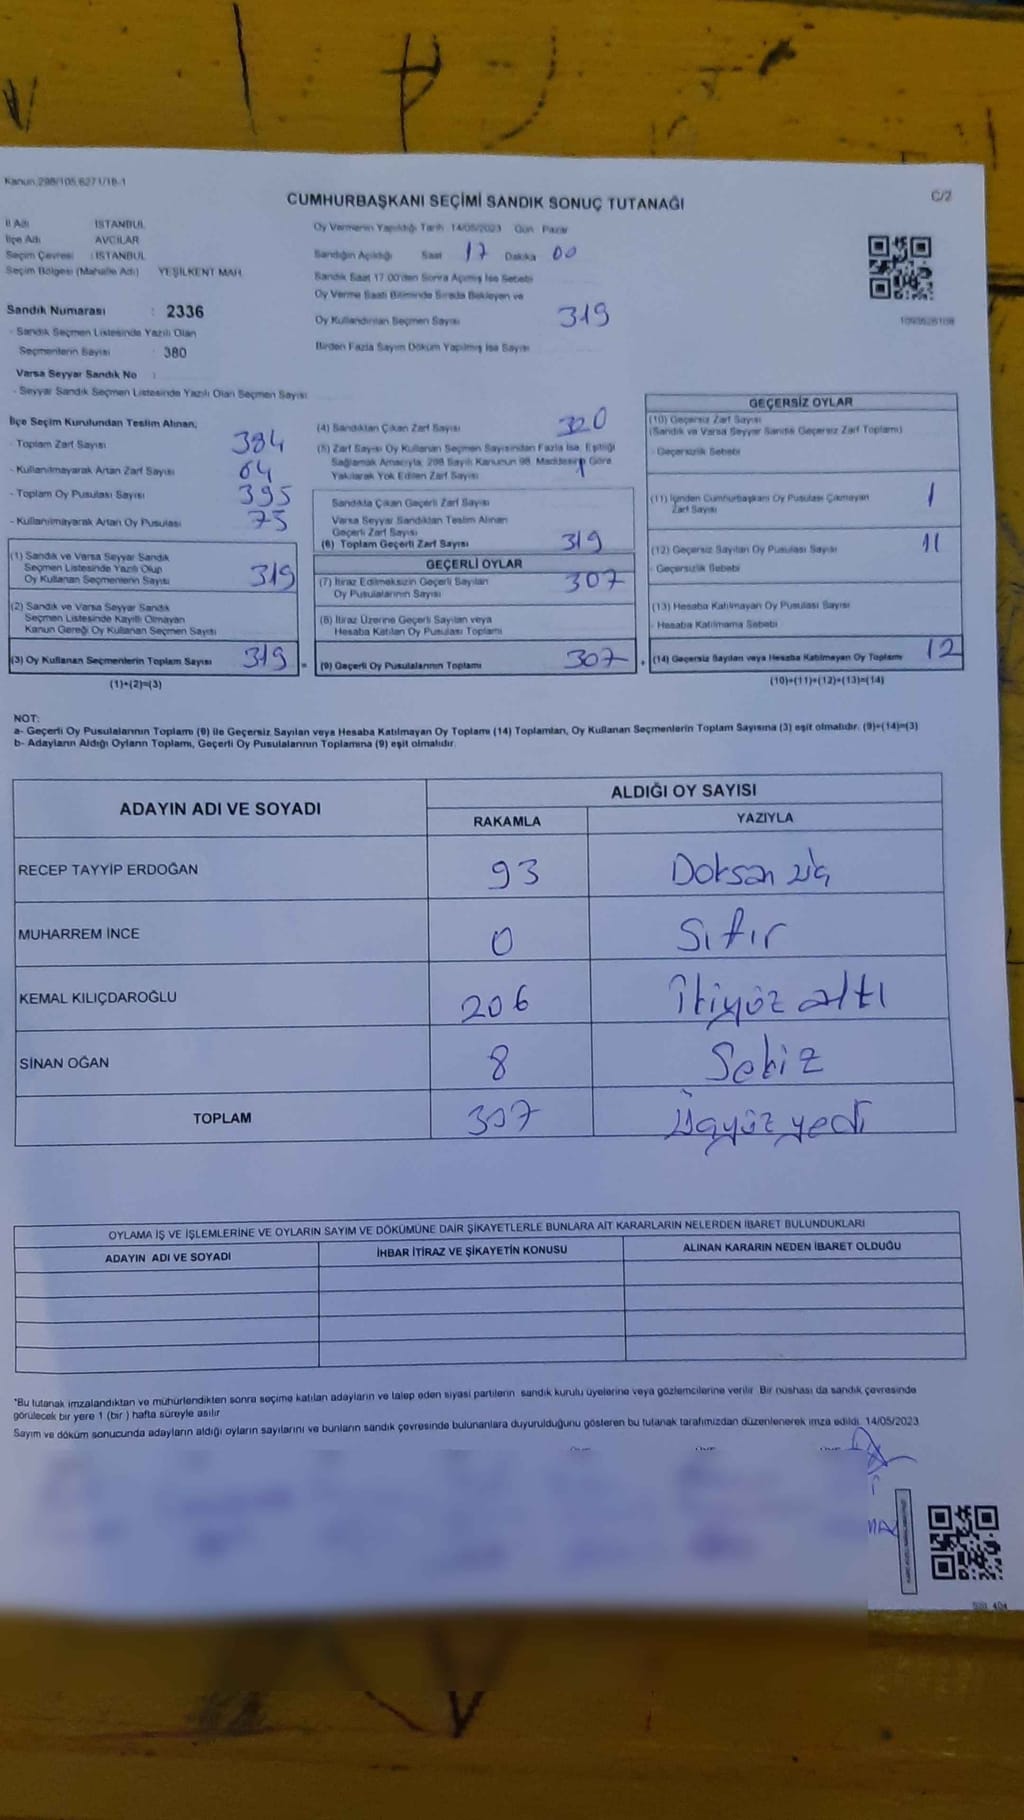 Kanun:298/105,6271/18-1
C/2
CUMHURBAŞKANI SEÇİMİ SANDIK SONUÇ TUTANAĞI
İl Adı İSTANBUL
İlçe Adı AVCILAR
Seçim Çevresi : İSTANBUL
Seçim Bölgesi (Mahalle Adı) YEŞİLKENT MAH.
Oy Vermenin Yapıldığı Tarih 14/05/2023 Gün Pazar
Sandığın Açıldığı Saat 17 Dakika 00
Sandık Saat 17.00'den Sonra Açılmış İse Sebebi
Oy Verme Saati Bitiminde Sırada Bekleyen ve
Oy Kullandırılan Seçmen Sayısı 319
Birden Fazla Sayım Döküm Yapılmış İse Sayısı
Sandık Numarası : 2336
- Sandık Seçmen Listesinde Yazılı Olan
Seçmenlerin Sayısı : 380
Varsa Seyyar Sandık No :
- Seyyar Sandık Seçmen Listesinde Yazılı Olan Seçmen Sayısı
İlçe Seçim Kurulundan Teslim Alınan;
- Toplam Zarf Sayısı 384
- Kullanılmayarak Artan Zarf Sayısı 64
- Toplam Oy Pusulası Sayısı 395
- Kullanılmayarak Artan Oy Pusulası 75
(1) Sandık ve Varsa Seyyar Sandık
Seçmen Listesinde Yazılı Olup
Oy Kullanan Seçmenlerin Sayısı 319
(2) Sandık ve Varsa Seyyar Sandık
Seçmen Listesinde Kayıtlı Olmayan
Kanun Gereği Oy Kullanan Seçmen Sayısı
(3) Oy Kullanan Seçmenlerin Toplam Sayısı 319
(1)+(2)=(3)
(4) Sandıktan Çıkan Zarf Sayısı 320
(5) Zarf Sayısı Oy Kullanan Seçmen Sayısından Fazla İse, Eşitliği
Sağlamak Amacıyla, 298 Sayılı Kanunun 98. Maddesine Göre
Yakılarak Yok Edilen Zarf Sayısı 1
Sandıkta Çıkan Geçerli Zarf Sayısı
Varsa Seyyar Sandıktan Teslim Alınan
Geçerli Zarf Sayısı
(6) Toplam Geçerli Zarf Sayısı 319
GEÇERLİ OYLAR
(7) İtiraz Edilmeksizin Geçerli Sayılan
Oy Pusulalarının Sayısı 307
(8) İtiraz Üzerine Geçerli Sayılan veya
Hesaba Katılan Oy Pusulası Toplamı
(9) Geçerli Oy Pusulalarının Toplamı 307
GEÇERSİZ OYLAR
(10) Geçersiz Zarf Sayısı
(Sandık ve Varsa Seyyar Sandık Geçersiz Zarf Toplamı)
- Geçersizlik Sebebi
(11) İçinden Cumhurbaşkanı Oy Pusulası Çıkmayan
Zarf Sayısı 1
(12) Geçersiz Sayılan Oy Pusulası Sayısı 11
- Geçersizlik Sebebi
(13) Hesaba Katılmayan Oy Pusulası Sayısı
- Hesaba Katılmama Sebebi
(14) Geçersiz Sayılan veya Hesaba Katılmayan Oy Toplamı 12
(10)+(11)+(12)+(13)=(14)
NOT:
a- Geçerli Oy Pusulalarının Toplamı (9) ile Geçersiz Sayılan veya Hesaba Katılmayan Oy Toplamı (14) Toplamları, Oy Kullanan Seçmenlerin Toplam Sayısına (3) eşit olmalıdır. (9)+(14)=(3)
b- Adayların Aldığı Oyların Toplamı, Geçerli Oy Pusulalarının Toplamına (9) eşit olmalıdır.
ADAYIN ADI VE SOYADI
ALDIĞI OY SAYISI
RAKAMLA YAZIYLA
RECEP TAYYİP ERDOĞAN 93 Doksan üç
MUHARREM İNCE 0 Sıfır
KEMAL KILIÇDAROĞLU 206 İkiyüz altı
SİNAN OĞAN 8 Sekiz
TOPLAM 307 Üçyüz yedi
OYLAMA İŞ VE İŞLEMLERİNE VE OYLARIN SAYIM VE DÖKÜMÜNE DAİR ŞİKAYETLERLE BUNLARA AİT KARARLARIN NELERDEN İBARET BULUNDUKLARI
ADAYIN ADI VE SOYADI İHBAR İTİRAZ VE ŞİKAYETİN KONUSU ALINAN KARARIN NEDEN İBARET OLDUĞU
*Bu tutanak imzalandıktan ve mühürlendikten sonra seçime katılan adayların ve talep eden siyasi partilerin sandık kurulu üyelerine veya gözlemcilerine verilir. Bir nüshası da sandık çevresinde
görülecek bir yere 1 (bir ) hafta süreyle asılır.
Sayım ve döküm sonucunda adayların aldığı oyların sayılarını ve bunların sandık çevresinde bulunanlara duyurulduğunu gösteren bu tutanak tarafımızdan düzenlenerek imza edildi. 14/05/2023